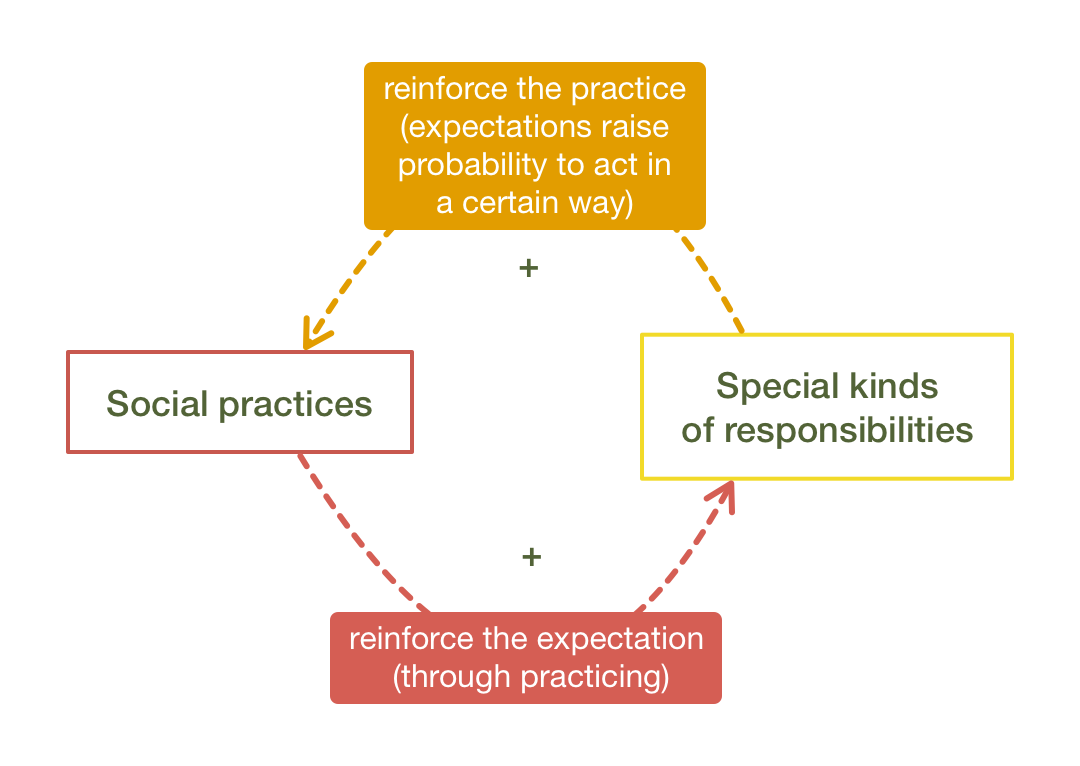 reinforce the practice
(expectations raise
probability to act in
a certain way)
+
Social practices
Special kinds
of responsibilities
+
reinforce the expectation
(through practicing)